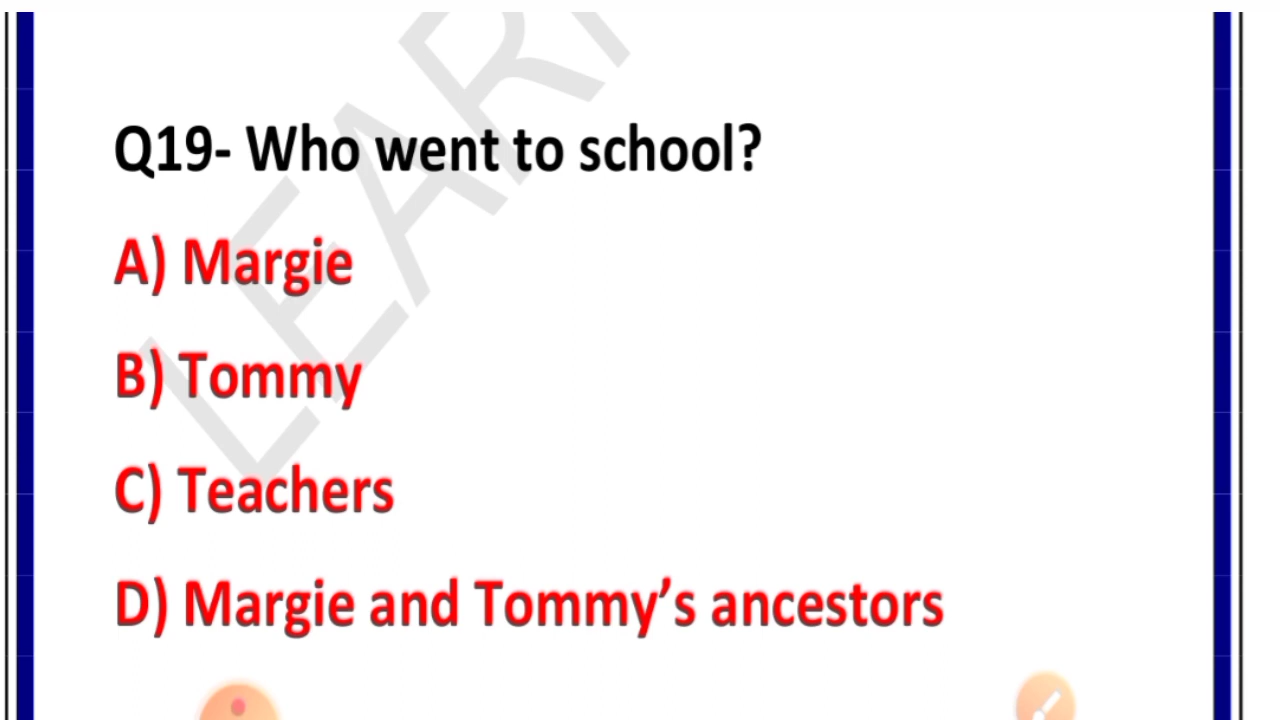 Q19- Who went to school?
A) Margie
B) Tommy
C) Teachers
D) Margie and Tommy’s ancestors